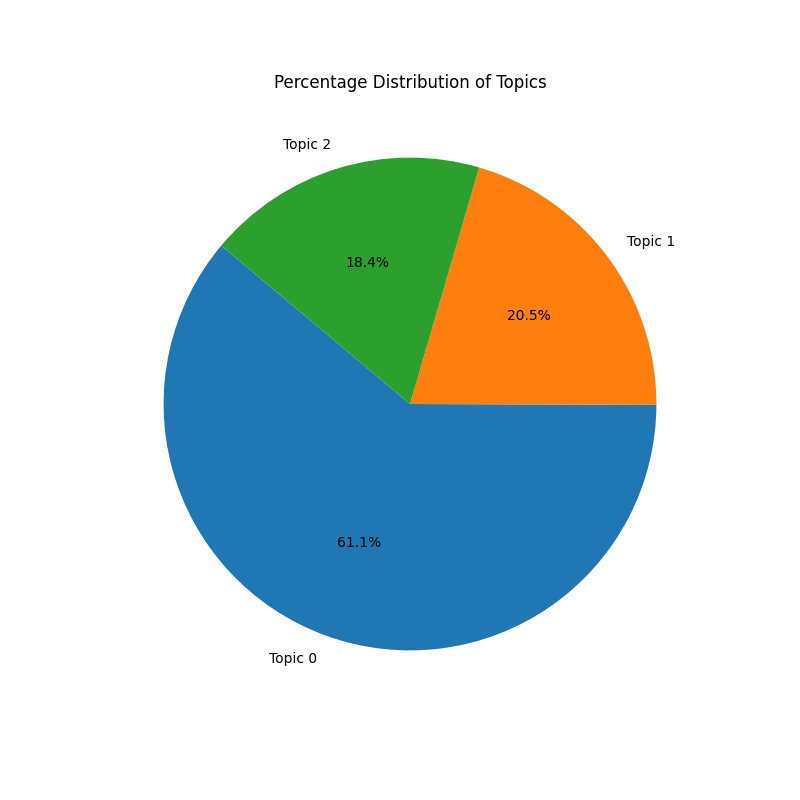 Percentage Distribution of Topics
Topic 2
Topic 1
18.4%
20.5%
61.1%
Topic 0